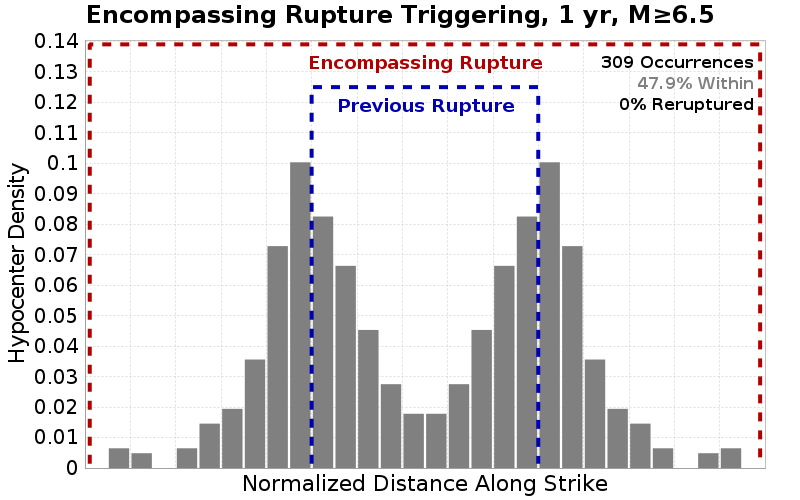 Encompassing Rupture Triggering, 1 yr, M≥6.5
0.14
0.13
0.12
0.11
0.1
0.09
0.08
0.07
0.06
0.05
0.04
0.03
0.02
0.01
0
Hypocenter Density
Encompassing Rupture
Previous Rupture
309 Occurrences
47.9% Within
0% Reruptured
Normalized Distance Along Strike